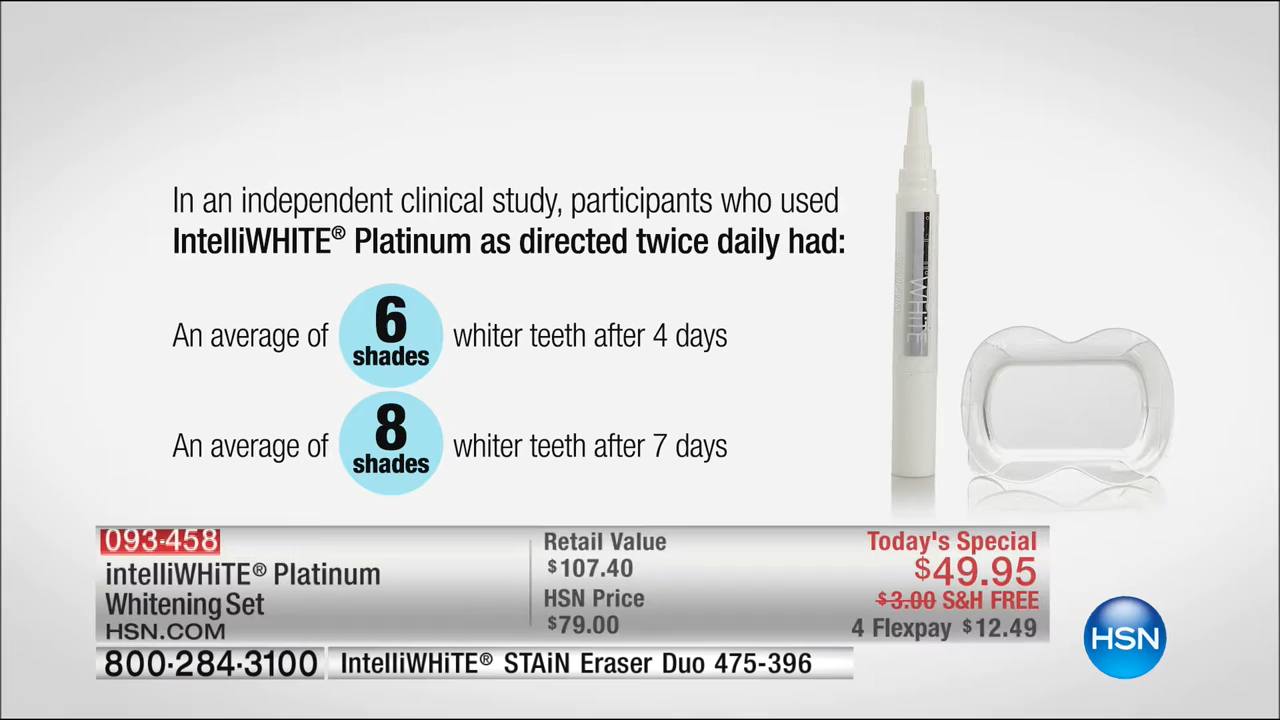 In an independent clinical study, participants who used
IntelliWHITE® Platinum as directed twice daily had:
An average of 6 shades whiter teeth after 4 days
An average of 8 shades whiter teeth after 7 days
WHITE
093-458
intelliWHiTE® Platinum
Whitening Set
HSN.COM
Retail Value
$107.40
HSN Price
$79.00
Today's Special
$49.95
$3.00 S&H FREE
4 Flexpay $12.49
800·284·3100
IntelliWHiTE® STAiN Eraser Duo 475-396
HSN